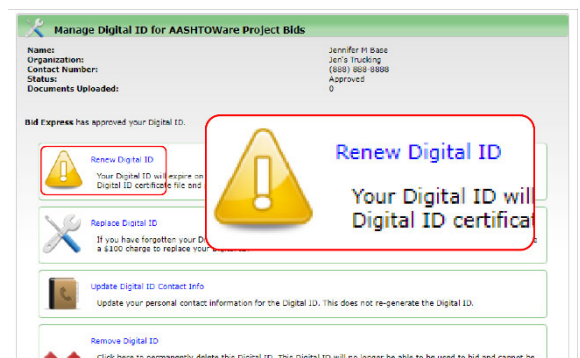 Manage Digital ID for AASHTOWare Project Bids
Name: Jennifer M Base
Organization: Jen's Trucking
Contact Number: (888) 888-8888
Status: Approved
Documents Uploaded: 0
Bid Express has approved your Digital ID.
Renew Digital ID
Your Digital ID will expire on
Digital ID certificate file and
Renew Digital ID
Your Digital ID will
Digital ID certificat
Replace Digital ID
If you have forgotten your
a $100 charge to replace your
Update Digital ID Contact Info
Update your personal contact information for the Digital ID. This does not re-generate the Digital ID.
Remove Digital ID
Click here to permanently delete this Digital ID. This Digital ID will no longer be able to be used to bid and cannot be